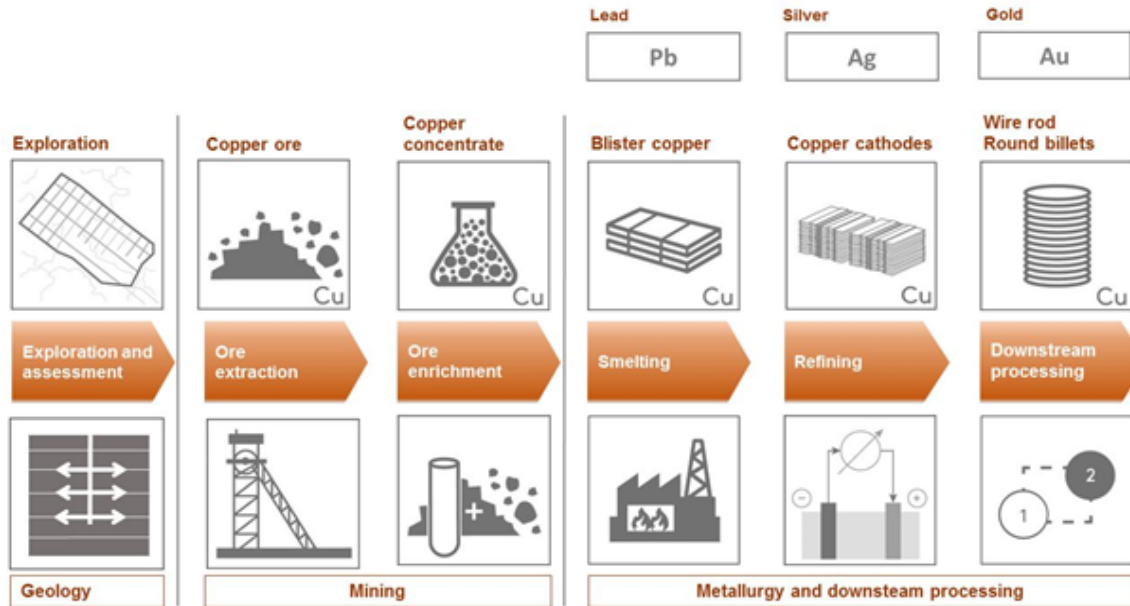 Lead
Silver
Gold
Pb
Ag
Au
Exploration
Copper ore
Copper
concentrate
Blister copper
Copper cathodes
Wire rod
Round billets
Cu
Cu
Cu
Cu
Cu
Exploration and
assessment
Ore
extraction
Ore
enrichment
Smelting
Refining
Downstream
processing
+
−
+
1
2
Geology
Mining
Metallurgy and downsteam processing